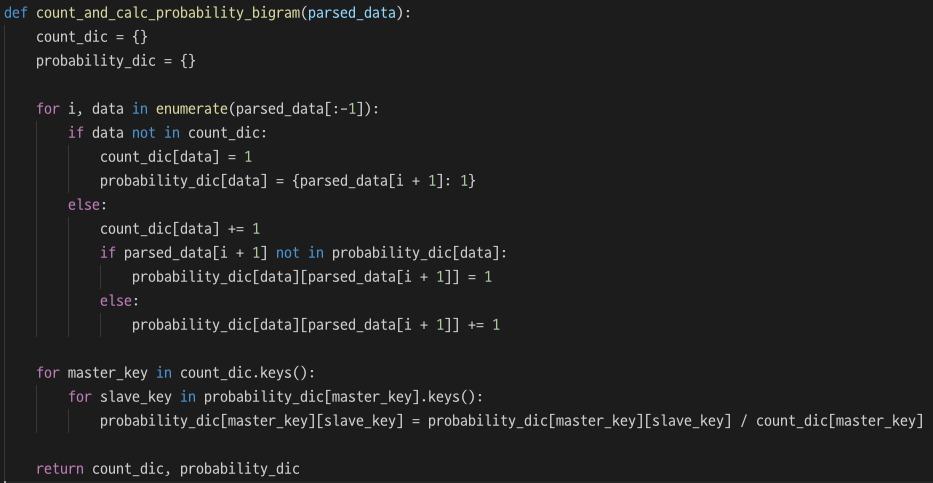 def count_and_calc_probability_bigram(parsed_data):
    count_dic = {}
    probability_dic = {}

    for i, data in enumerate(parsed_data[:-1]):
        if data not in count_dic:
            count_dic[data] = 1
            probability_dic[data] = {parsed_data[i + 1]: 1}
        else:
            count_dic[data] += 1
            if parsed_data[i + 1] not in probability_dic[data]:
                probability_dic[data][parsed_data[i + 1]] = 1
            else:
                probability_dic[data][parsed_data[i + 1]] += 1

    for master_key in count_dic.keys():
        for slave_key in probability_dic[master_key].keys():
            probability_dic[master_key][slave_key] = probability_dic[master_key][slave_key] / count_dic[master_key]

    return count_dic, probability_dic